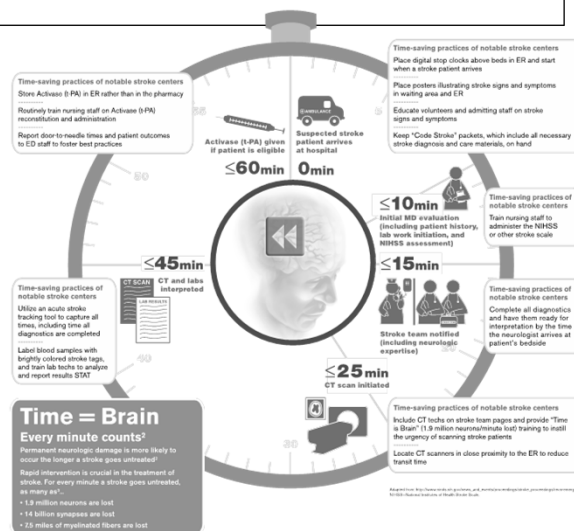 Time-saving practices of notable stroke centers
Store Activase (t-PA) in ER rather than in the pharmacy
Routinely train nursing staff on Activase (t-PA)
reconstitution and administration
Report door-to-needle times and patient outcomes
to ED staff to foster best practices
Time-saving practices of notable stroke centers
Place digital stop clocks above beds in ER and start
when a stroke patient arrives
Place posters illustrating stroke signs and symptoms
in waiting area and ER
Educate volunteers and admitting staff on stroke
signs and symptoms
Keep "Code Stroke" packets, which include all necessary
stroke diagnosis and care materials, on hand
AMBULANCE
Activase (t-PA) given
if patient is eligible
≤60min
Suspected stroke
patient arrives
at hospital
0min
50
≤10min
Initial MD evaluation
(including patient history,
lab work initiation, and
NIHSS assessment)
Time-saving practices of
notable stroke centers
Train nursing staff to
administer the NIHSS
or other stroke scale
≤45min
CT and labs
interpreted
CT SCAN
LAB RESULTS
≤15min
Stroke team notified
(including neurologic
expertise)
Time-saving practices of
notable stroke centers
Utilize an acute stroke
tracking tool to capture all
times, including time all
diagnostics are completed
Label blood samples with
brightly colored stroke tags,
and train lab techs to analyze
and report results STAT
Time-saving practices of
notable stroke centers
Complete all diagnostics
and have them ready for
interpretation by the time
the neurologist arrives at
patient's bedside
40
≤25min
CT scan initiated
Time-saving practices of notable stroke centers
Include CT techs on stroke team pages and provide "Time
is Brain" (1.9 million neurons/minute lost) training to instill
the urgency of scanning stroke patients
Locate CT scanners in close proximity to the ER to reduce
transit time
Time = Brain
Every minute counts²
Permanent neurologic damage is more likely to
occur the longer a stroke goes untreated
Rapid intervention is crucial in the treatment of
stroke. For every minute a stroke goes untreated,
as many as
• 1.9 million neurons are lost
• 14 billion synapses are lost
• 7.5 miles of myelinated fibers are lost